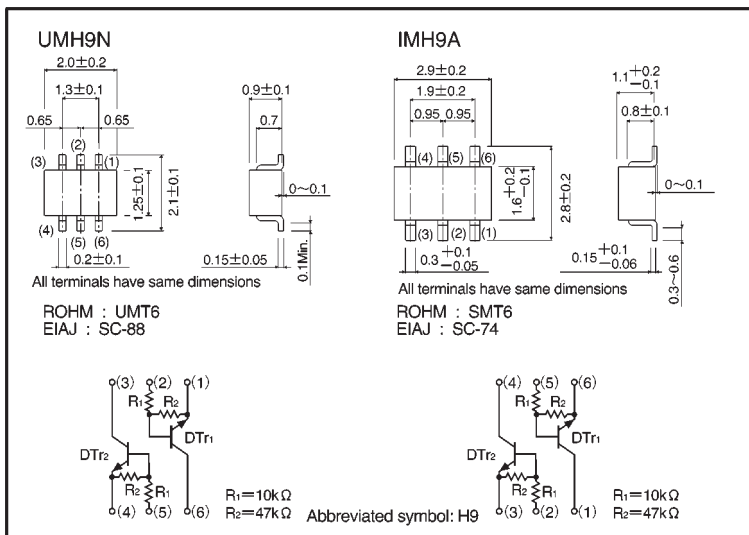 UMH9N
2.0±0.2
1.3±0.1
0.65
0.65
(2)
(3)
(1)
1.25±0.1
2.1±0.1
(4)
(5)
(6)
0.2±0.1
0.9±0.1
0.7
0~0.1
0.15±0.05
0.1Min.
All terminals have same dimensions
ROHM : UMT6
EIAJ : SC-88
IMH9A
2.9±0.2
1.9±0.2
0.95
0.95
(4)
(5)
(6)
1.6+0.2−0.1
2.8±0.2
(3)
(2)
(1)
0.3+0.1−0.05
1.1+0.2−0.1
0.8±0.1
0~0.1
0.15+0.1−0.06
0.3~0.6
All terminals have same dimensions
ROHM : SMT6
EIAJ : SC-74
(3) (2) (1)
R1
R2
DTr1
DTr2
R2
R1
(4) (5) (6)
R1=10kΩ
R2=47kΩ
Abbreviated symbol: H9
(4) (5) (6)
R1
R2
DTr1
DTr2
R2
R1
(3) (2) (1)
R1=10kΩ
R2=47kΩ